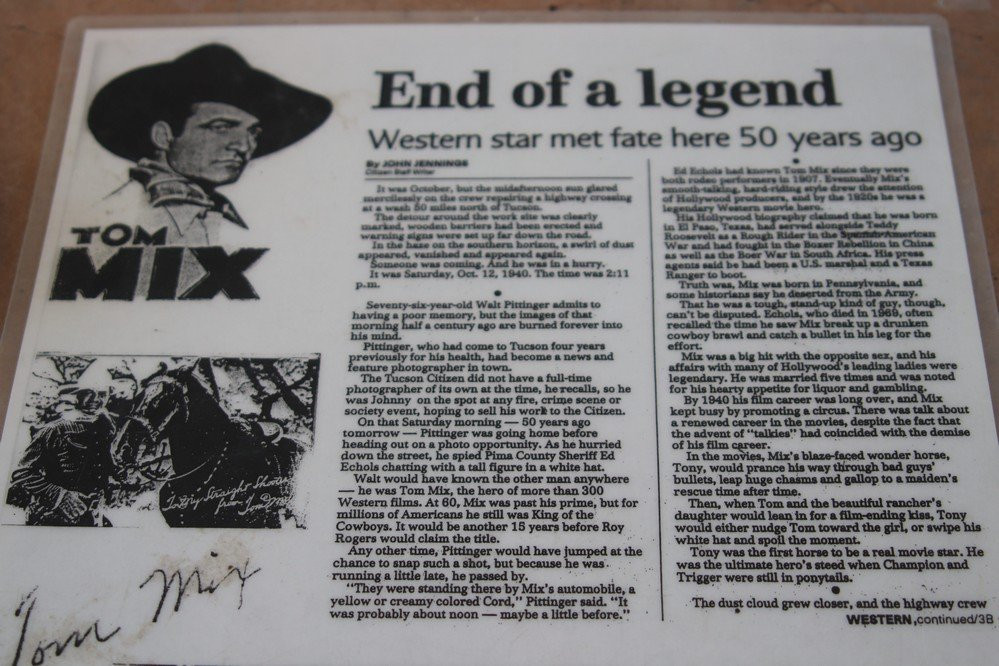 End of a legend
Western star met fate here 50 years ago
TOM
MIX
By JOHN JENNINGS
Citizen Staff Writer
It was October, but the midafternoon sun glared
mercilessly on the crew repairing a highway crossing
at a wash 50 miles north of Tucson.
The detour around the work site was clearly
marked, wooden barriers had been erected and
warning signs were set up far down the road.
In the haze on the southern horizon, a swirl of dust
appeared, vanished and appeared again.
Someone was coming. And he was in a hurry.
It was Saturday, Oct. 12, 1940. The time was 2:11
p.m.
Seventy-six-year-old Walt Pittinger admits to
having a poor memory, but the images of that
morning half a century ago are burned forever into
his mind.
Pittinger, who had come to Tucson four years
previously for his health, had become a news and
feature photographer in town.
The Tucson Citizen did not have a full-time
photographer of its own at the time, he recalls, so he
was Johnny on the spot at any fire, crime scene or
society event, hoping to sell his work to the Citizen.
On that Saturday morning — 50 years ago
tomorrow — Pittinger was going home before
heading out on a photo opportunity. As he hurried
down the street, he spied Pima County Sheriff Ed
Echols chatting with a tall figure in a white hat.
Walt would have known the other man anywhere
— he was Tom Mix, the hero of more than 300
Western films. At 60, Mix was past his prime, but for
millions of Americans he still was King of the
Cowboys. It would be another 15 years before Roy
Rogers would claim the title.
Any other time, Pittinger would have jumped at the
chance to snap such a shot, but because he was
running a little late, he passed by.
"They were standing there by Mix's automobile, a
yellow or creamy colored Cord," Pittinger said. "It
was probably about noon — maybe a little before."
Ed Echols had known Tom Mix since they were
both rodeo performers in 1907. Eventually Mix's
smooth-talking, hard-riding style drew the attention
of Hollywood producers, and by the 1920s he was a
legendary Western movie hero.
His Hollywood biography claimed that he was born
in El Paso, Texas, had served alongside Teddy
Roosevelt as a Rough Rider in the Spanish-American
War and had fought in the Boxer Rebellion in China
as well as the Boer War in South Africa. His press
agents said he had been a U.S. marshal and a Texas
Ranger to boot.
Truth was, Mix was born in Pennsylvania, and
some historians say he deserted from the Army.
That he was a tough, stand-up kind of guy, though,
can't be disputed. Echols, who died in 1969, often
recalled the time he saw Mix break up a drunken
cowboy brawl and catch a bullet in his leg for the
effort.
Mix was a big hit with the opposite sex, and his
affairs with many of Hollywood's leading ladies were
legendary. He was married five times and was noted
for his hearty appetite for liquor and gambling.
By 1940 his film career was long over, and Mix
kept busy by promoting a circus. There was talk about
a renewed career in the movies, despite the fact that
the advent of "talkies" had coincided with the demise
of his film career.
In the movies, Mix's blaze-faced wonder horse,
Tony, would prance his way through bad guys'
bullets, leap huge chasms and gallop to a maiden's
rescue time after time.
Then, when Tom and the beautiful rancher's
daughter would lean in for a film-ending kiss, Tony
would either nudge Tom toward the girl, or swipe his
white hat and spoil the moment.
Tony was the first horse to be a real movie star. He
was the ultimate hero's steed when Champion and
Trigger were still in ponytails.
The dust cloud grew closer, and the highway crew
WESTERN, continued/3B
Straight Shooter
from Tom Mix
Tom Mix